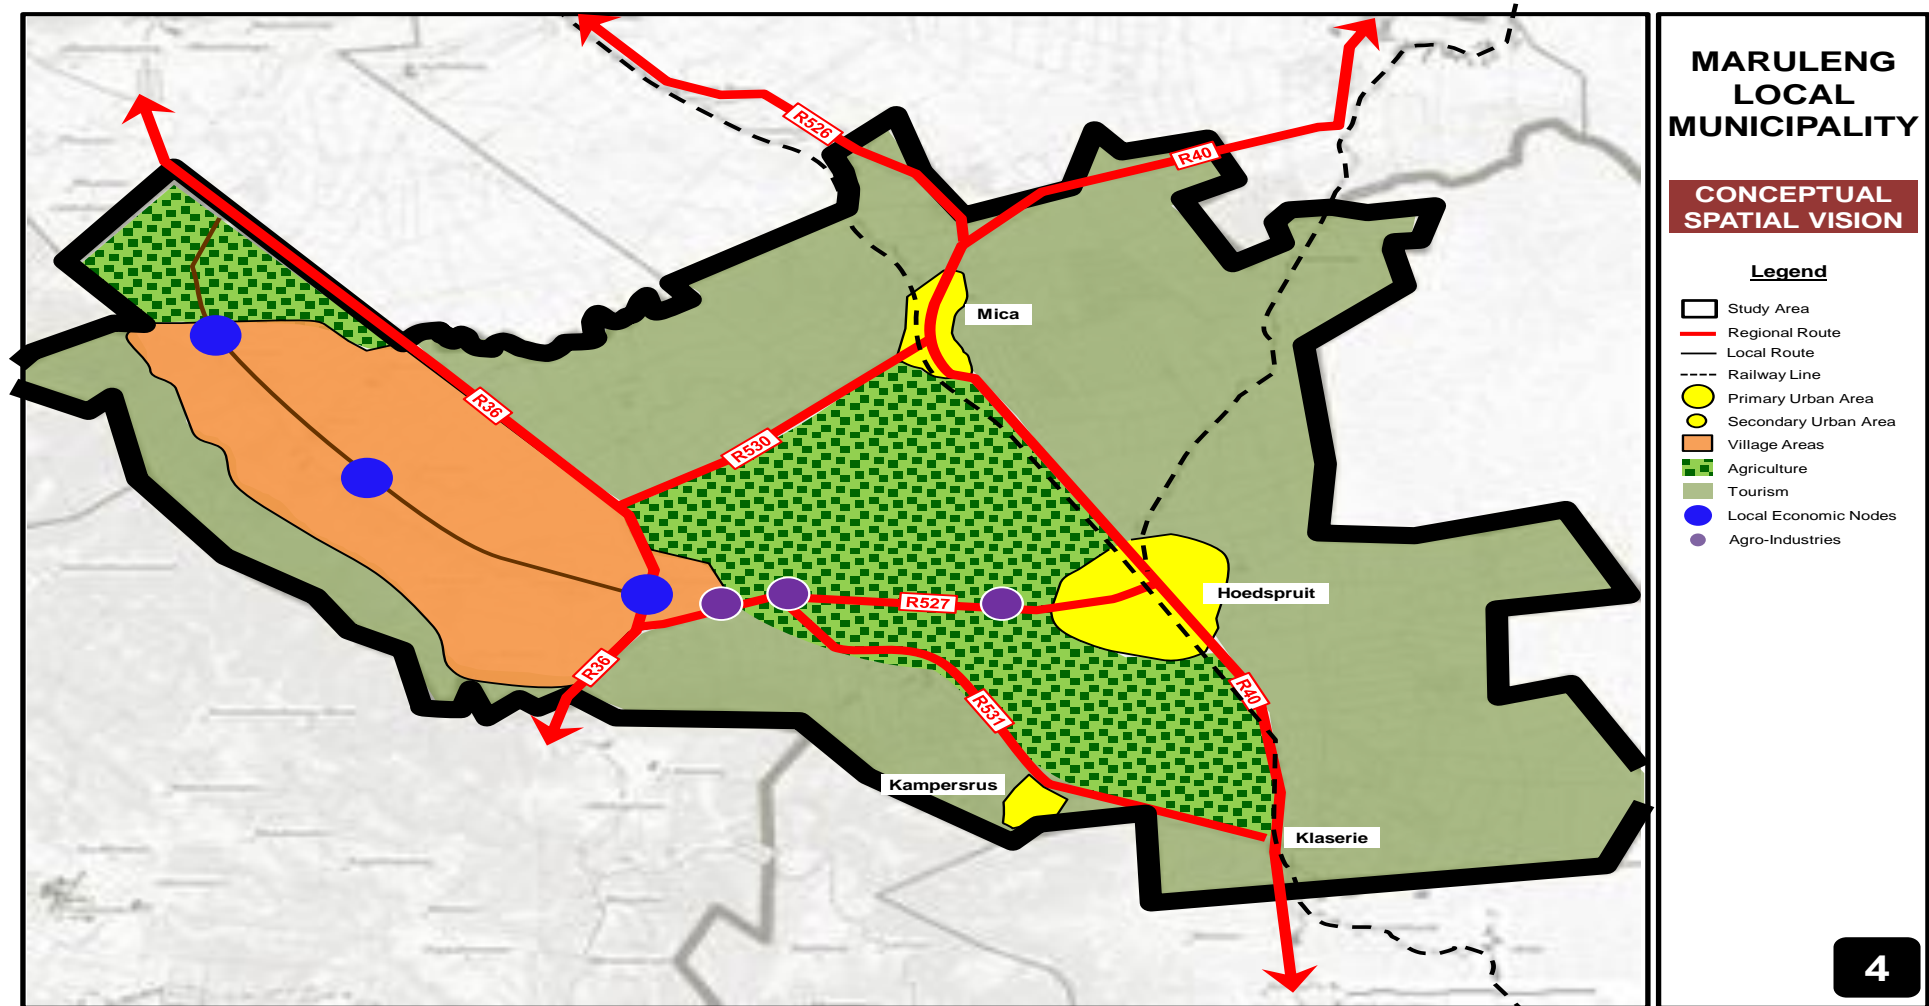 MARULENG
LOCAL
MUNICIPALITY
CONCEPTUAL
SPATIAL VISION
Legend
Study Area
Regional Route
Local Route
Railway Line
Primary Urban Area
Secondary Urban Area
Village Areas
Agriculture
Tourism
Local Economic Nodes
Agro-Industries
4
R526
R40
Mica
R36
R530
Hoedspruit
R527
R36
R40
R531
Kampersrus
Klaserie